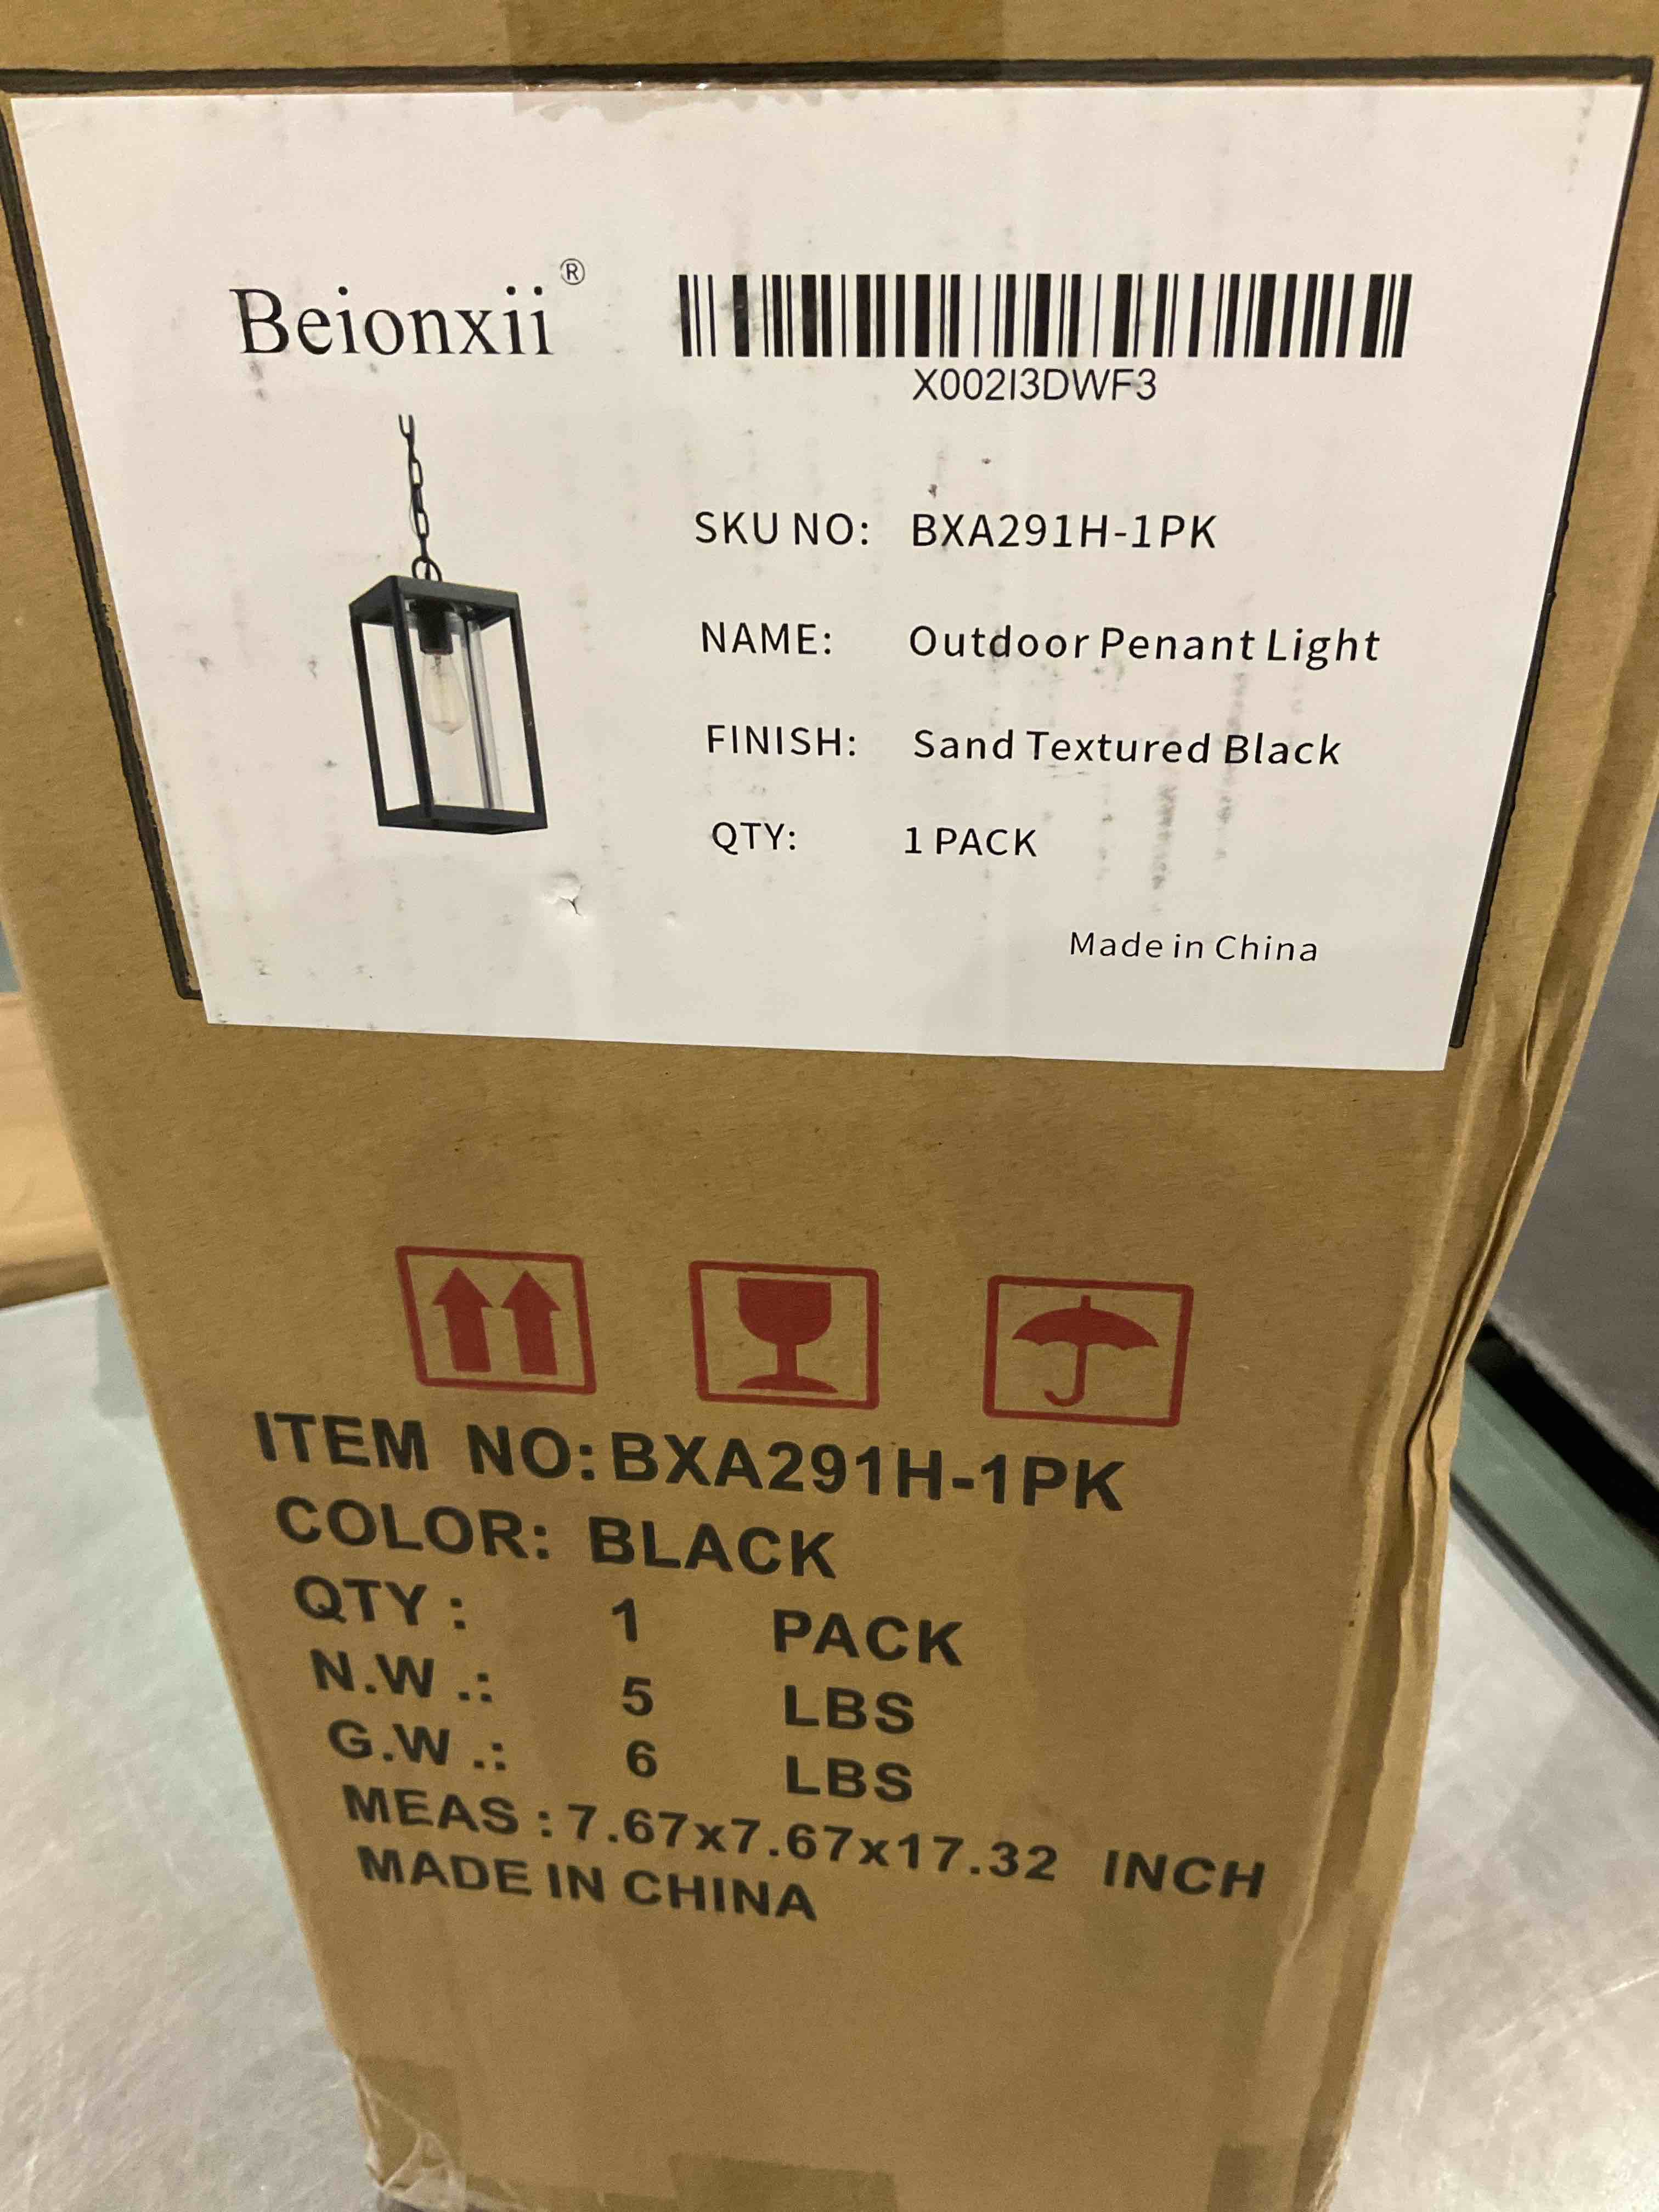 Beionxii®
X002I3DWF3
SKU NO: BXA291H-1PK
NAME: Outdoor Penant Light
FINISH: Sand Textured Black
QTY: 1 PACK
Made in China
ITEM NO:BXA291H-1PK
COLOR: BLACK
QTY : 1 PACK
N.W .: 5 LBS
G.W .: 6 LBS
MEAS : 7.67x7.67x17.32 INCH
MADE IN CHINA